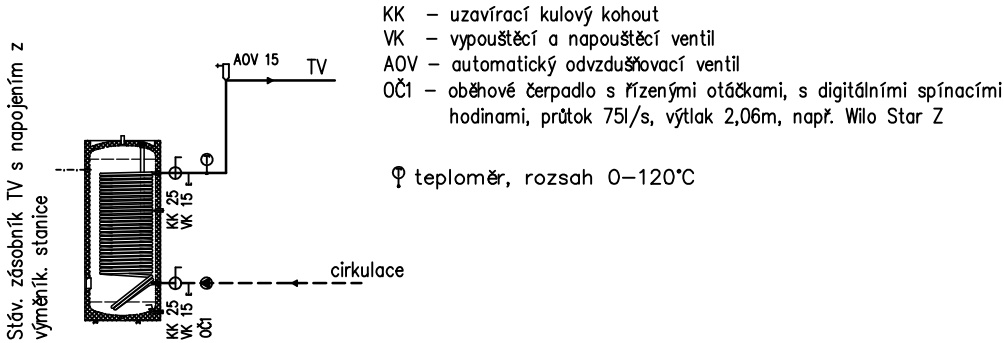 KK – uzavírací kulový kohout
VK – vypouštěcí a napouštěcí ventil
AOV – automatický odvzdušňovací ventil
OČ1 – oběhové čerpadlo s řízenými otáčkami, s digitálními spínacími
hodinami, průtok 75l/s, výtlak 2,06m, např. Wilo Star Z
teploměr, rozsah 0–120°C
AOV 15
TV
Stáv. zásobník TV s napojením z
výměník. stanice
KK 25
VK 15
cirkulace
KK 25
VK 15
OČ1